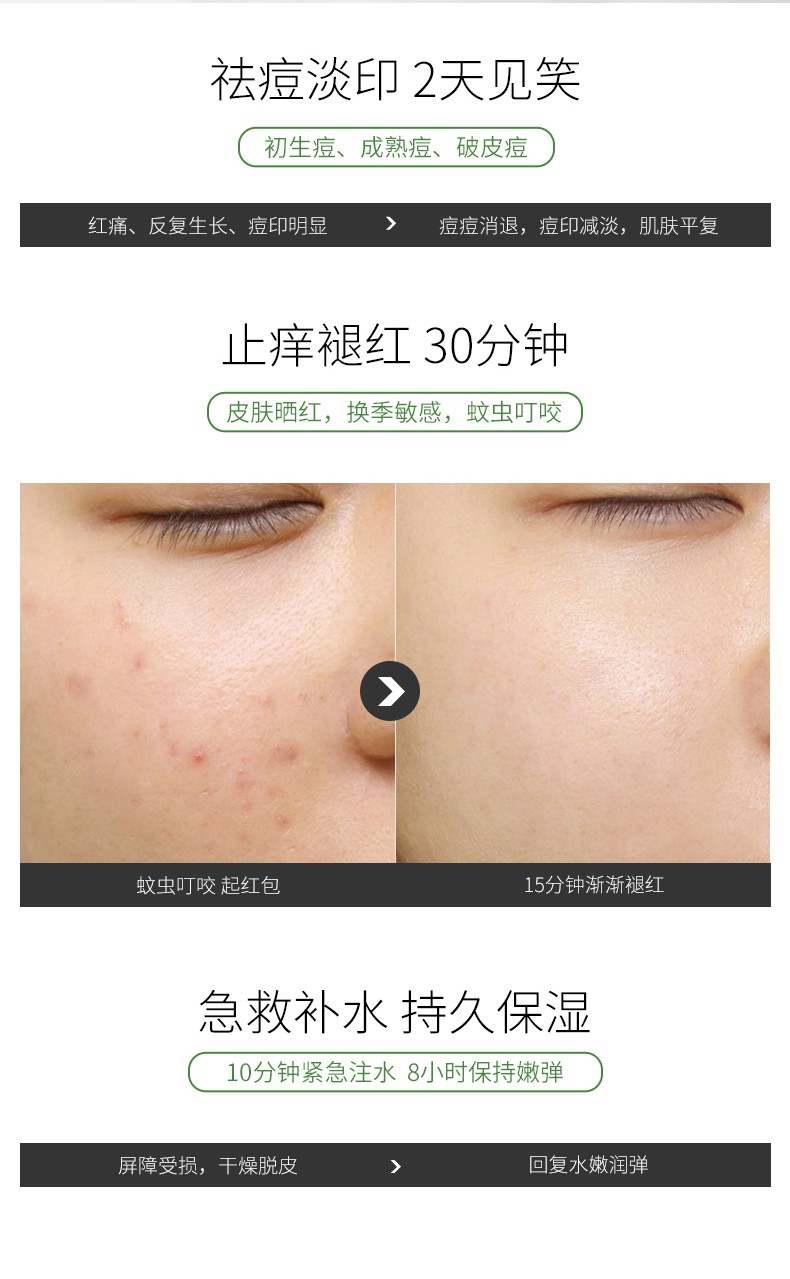 祛痘淡印 2天见笑
初生痘、成熟痘、破皮痘
红痛、反复生长、痘印明显
痘痘消退，痘印减淡，肌肤平复
止痒褪红 30分钟
皮肤晒红，换季敏感，蚊虫叮咬
蚊虫叮咬 起红包
15分钟渐渐褪红
急救补水 持久保湿
10分钟紧急注水 8小时保持嫩弹
屏障受损，干燥脱皮
回复水嫩润弹